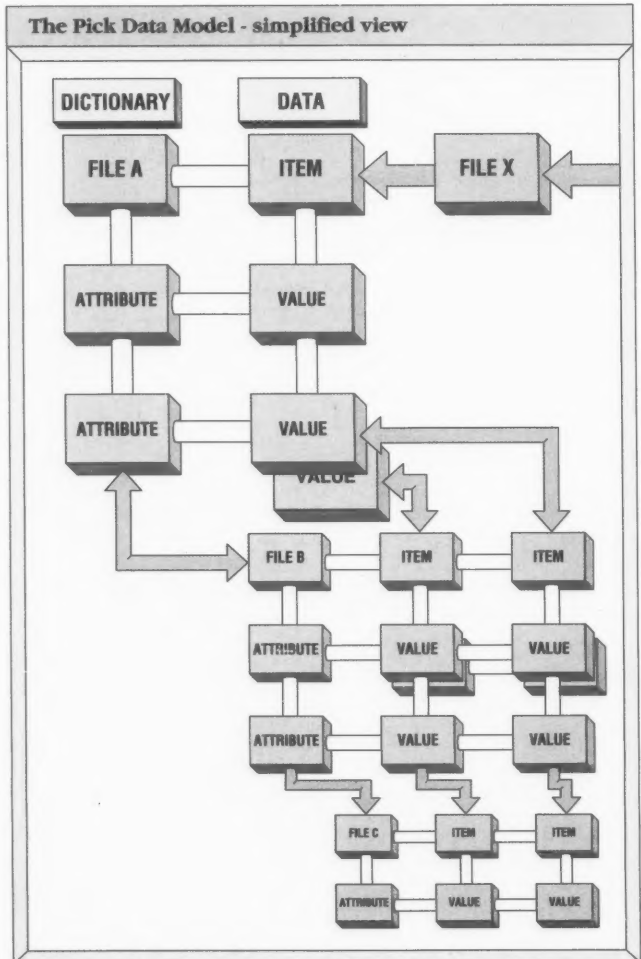 The Pick Data Model - simplified view
DICTIONARY DATA
FILE A ITEM FILE X
ATTRIBUTE VALUE
ATTRIBUTE VALUE
VALUE
FILE B ITEM ITEM
ATTRIBUTE VALUE VALUE
ATTRIBUTE VALUE VALUE
FILE C ITEM ITEM
ATTRIBUTE VALUE VALUE